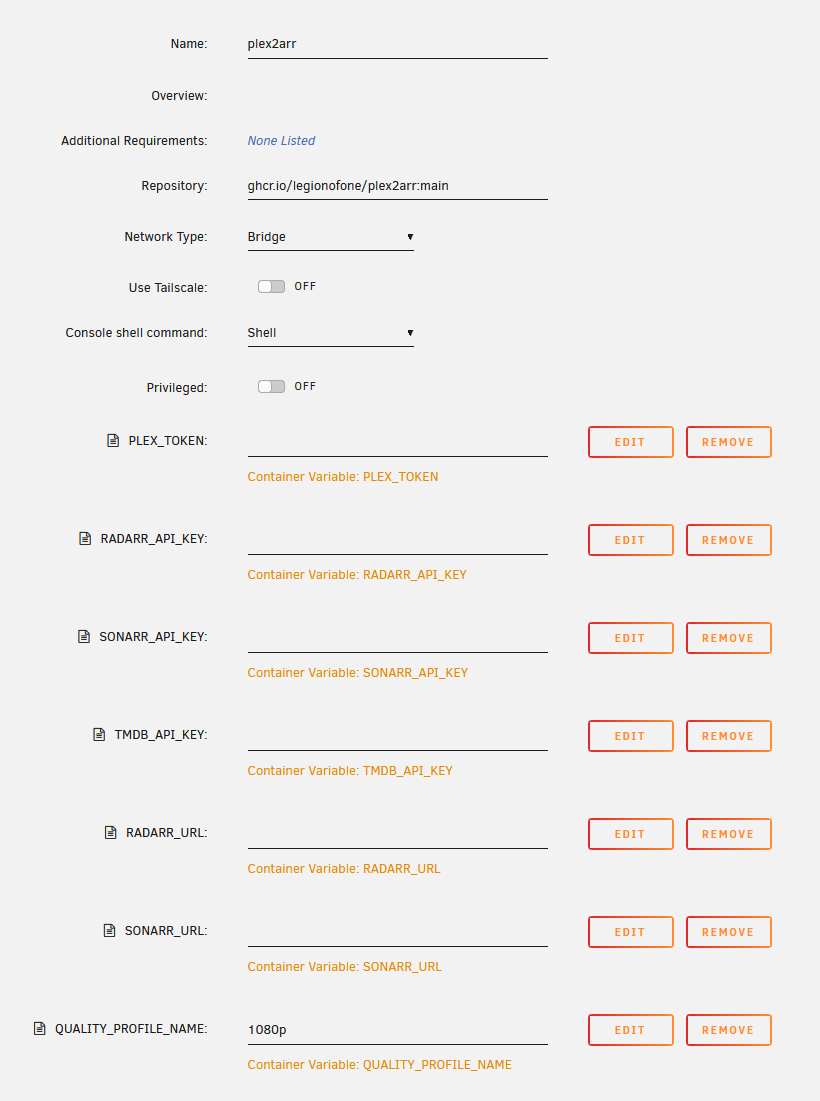 Name: plex2arr
Overview:
Additional Requirements: None Listed
Repository: ghcr.io/legionofone/plex2arr:main
Network Type: Bridge
Use Tailscale: OFF
Console shell command: Shell
Privileged: OFF
PLEX_TOKEN: EDIT REMOVE
Container Variable: PLEX_TOKEN
RADARR_API_KEY: EDIT REMOVE
Container Variable: RADARR_API_KEY
SONARR_API_KEY: EDIT REMOVE
Container Variable: SONARR_API_KEY
TMDB_API_KEY: EDIT REMOVE
Container Variable: TMDB_API_KEY
RADARR_URL: EDIT REMOVE
Container Variable: RADARR_URL
SONARR_URL: EDIT REMOVE
Container Variable: SONARR_URL
QUALITY_PROFILE_NAME: 1080p EDIT REMOVE
Container Variable: QUALITY_PROFILE_NAME